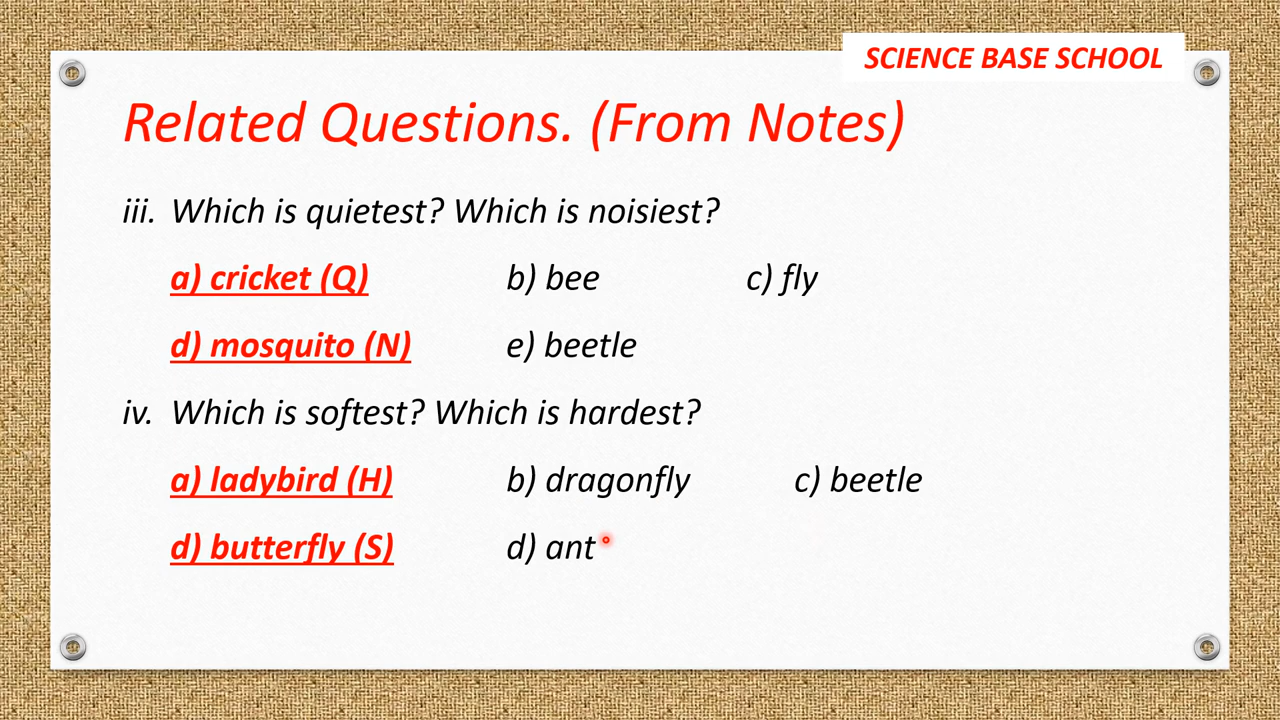 SCIENCE BASE SCHOOL
Related Questions. (From Notes)
iii. Which is quietest? Which is noisiest?
a) cricket (Q) b) bee c) fly
d) mosquito (N) e) beetle
iv. Which is softest? Which is hardest?
a) ladybird (H) b) dragonfly c) beetle
d) butterfly (S) d) ant